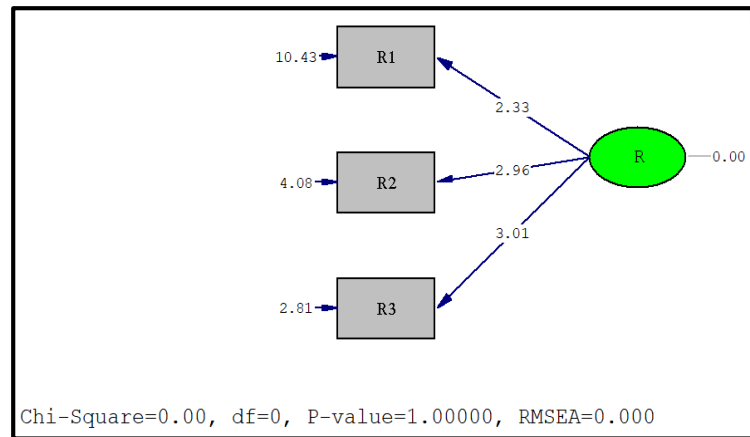 10.43 R1
2.33
R 0.00
2.96
4.08 R2
3.01
2.81 R3
Chi-Square=0.00, df=0, P-value=1.00000, RMSEA=0.000